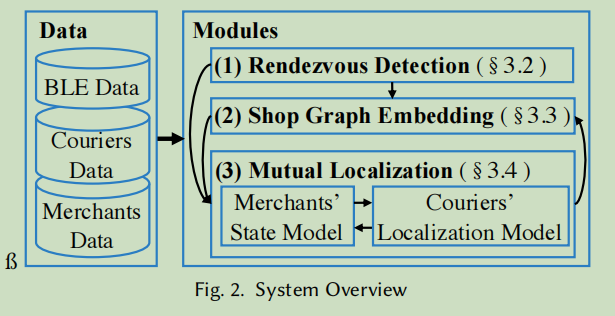 Data
BLE Data
Couriers
Data
Merchants
Data
Modules
(1) Rendezvous Detection (§3.2)
(2) Shop Graph Embedding (§3.3)
(3) Mutual Localization (§3.4)
Merchants’
State Model
Couriers’
Localization Model
ß
Fig. 2. System Overview